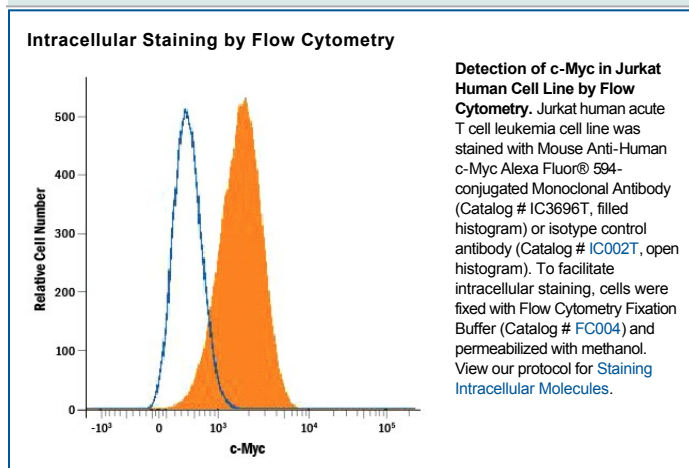 Intracellular Staining by Flow Cytometry
Relative Cell Number
500
400
300
200
100
0
-10³ 0 10³ 10⁴ 10⁵
c-Myc
Detection of c-Myc in Jurkat
Human Cell Line by Flow
Cytometry. Jurkat human acute
T cell leukemia cell line was
stained with Mouse Anti-Human
c-Myc Alexa Fluor® 594-
conjugated Monoclonal Antibody
(Catalog # IC3696T, filled
histogram) or isotype control
antibody (Catalog # IC002T, open
histogram). To facilitate
intracellular staining, cells were
fixed with Flow Cytometry Fixation
Buffer (Catalog # FC004) and
permeabilized with methanol.
View our protocol for Staining
Intracellular Molecules.